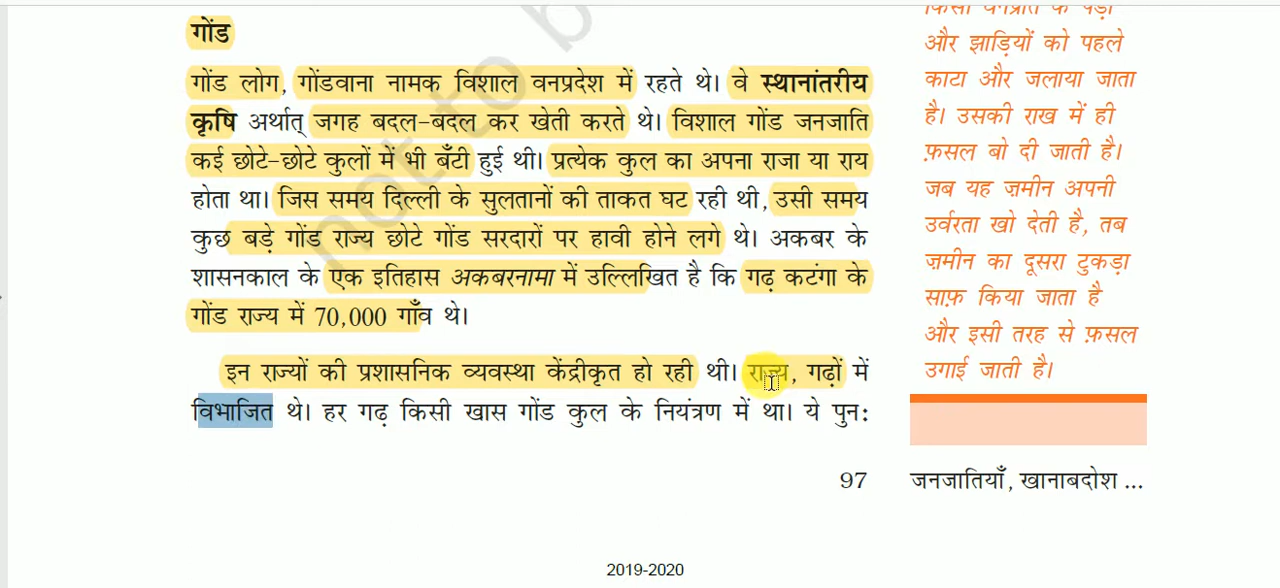 गोंड
गोंड लोग, गोंडवाना नामक विशाल वनप्रदेश में रहते थे। वे स्थानांतरीय
कृषि अर्थात् जगह बदल-बदल कर खेती करते थे। विशाल गोंड जनजाति
कई छोटे-छोटे कुलों में भी बँटी हुई थी। प्रत्येक कुल का अपना राजा या राय
होता था। जिस समय दिल्ली के सुलतानों की ताकत घट रही थी, उसी समय
कुछ बड़े गोंड राज्य छोटे गोंड सरदारों पर हावी होने लगे थे। अकबर के
शासनकाल के एक इतिहास अकबरनामा में उल्लिखित है कि गढ़ कटंगा के
गोंड राज्य में 70,000 गाँव थे।
इन राज्यों की प्रशासनिक व्यवस्था केंद्रीकृत हो रही थी। राज्य, गढ़ों में
विभाजित थे। हर गढ़ किसी खास गोंड कुल के नियंत्रण में था। ये पुन:
और झाड़ियों को पहले
काटा और जलाया जाता
है। उसकी राख में ही
फ़सल बो दी जाती है।
जब यह ज़मीन अपनी
उर्वरता खो देती है, तब
ज़मीन का दूसरा टुकड़ा
साफ़ किया जाता है
और इसी तरह से फ़सल
उगाई जाती है।
97
जनजातियाँ, खानाबदोश ...
2019-2020
not to b